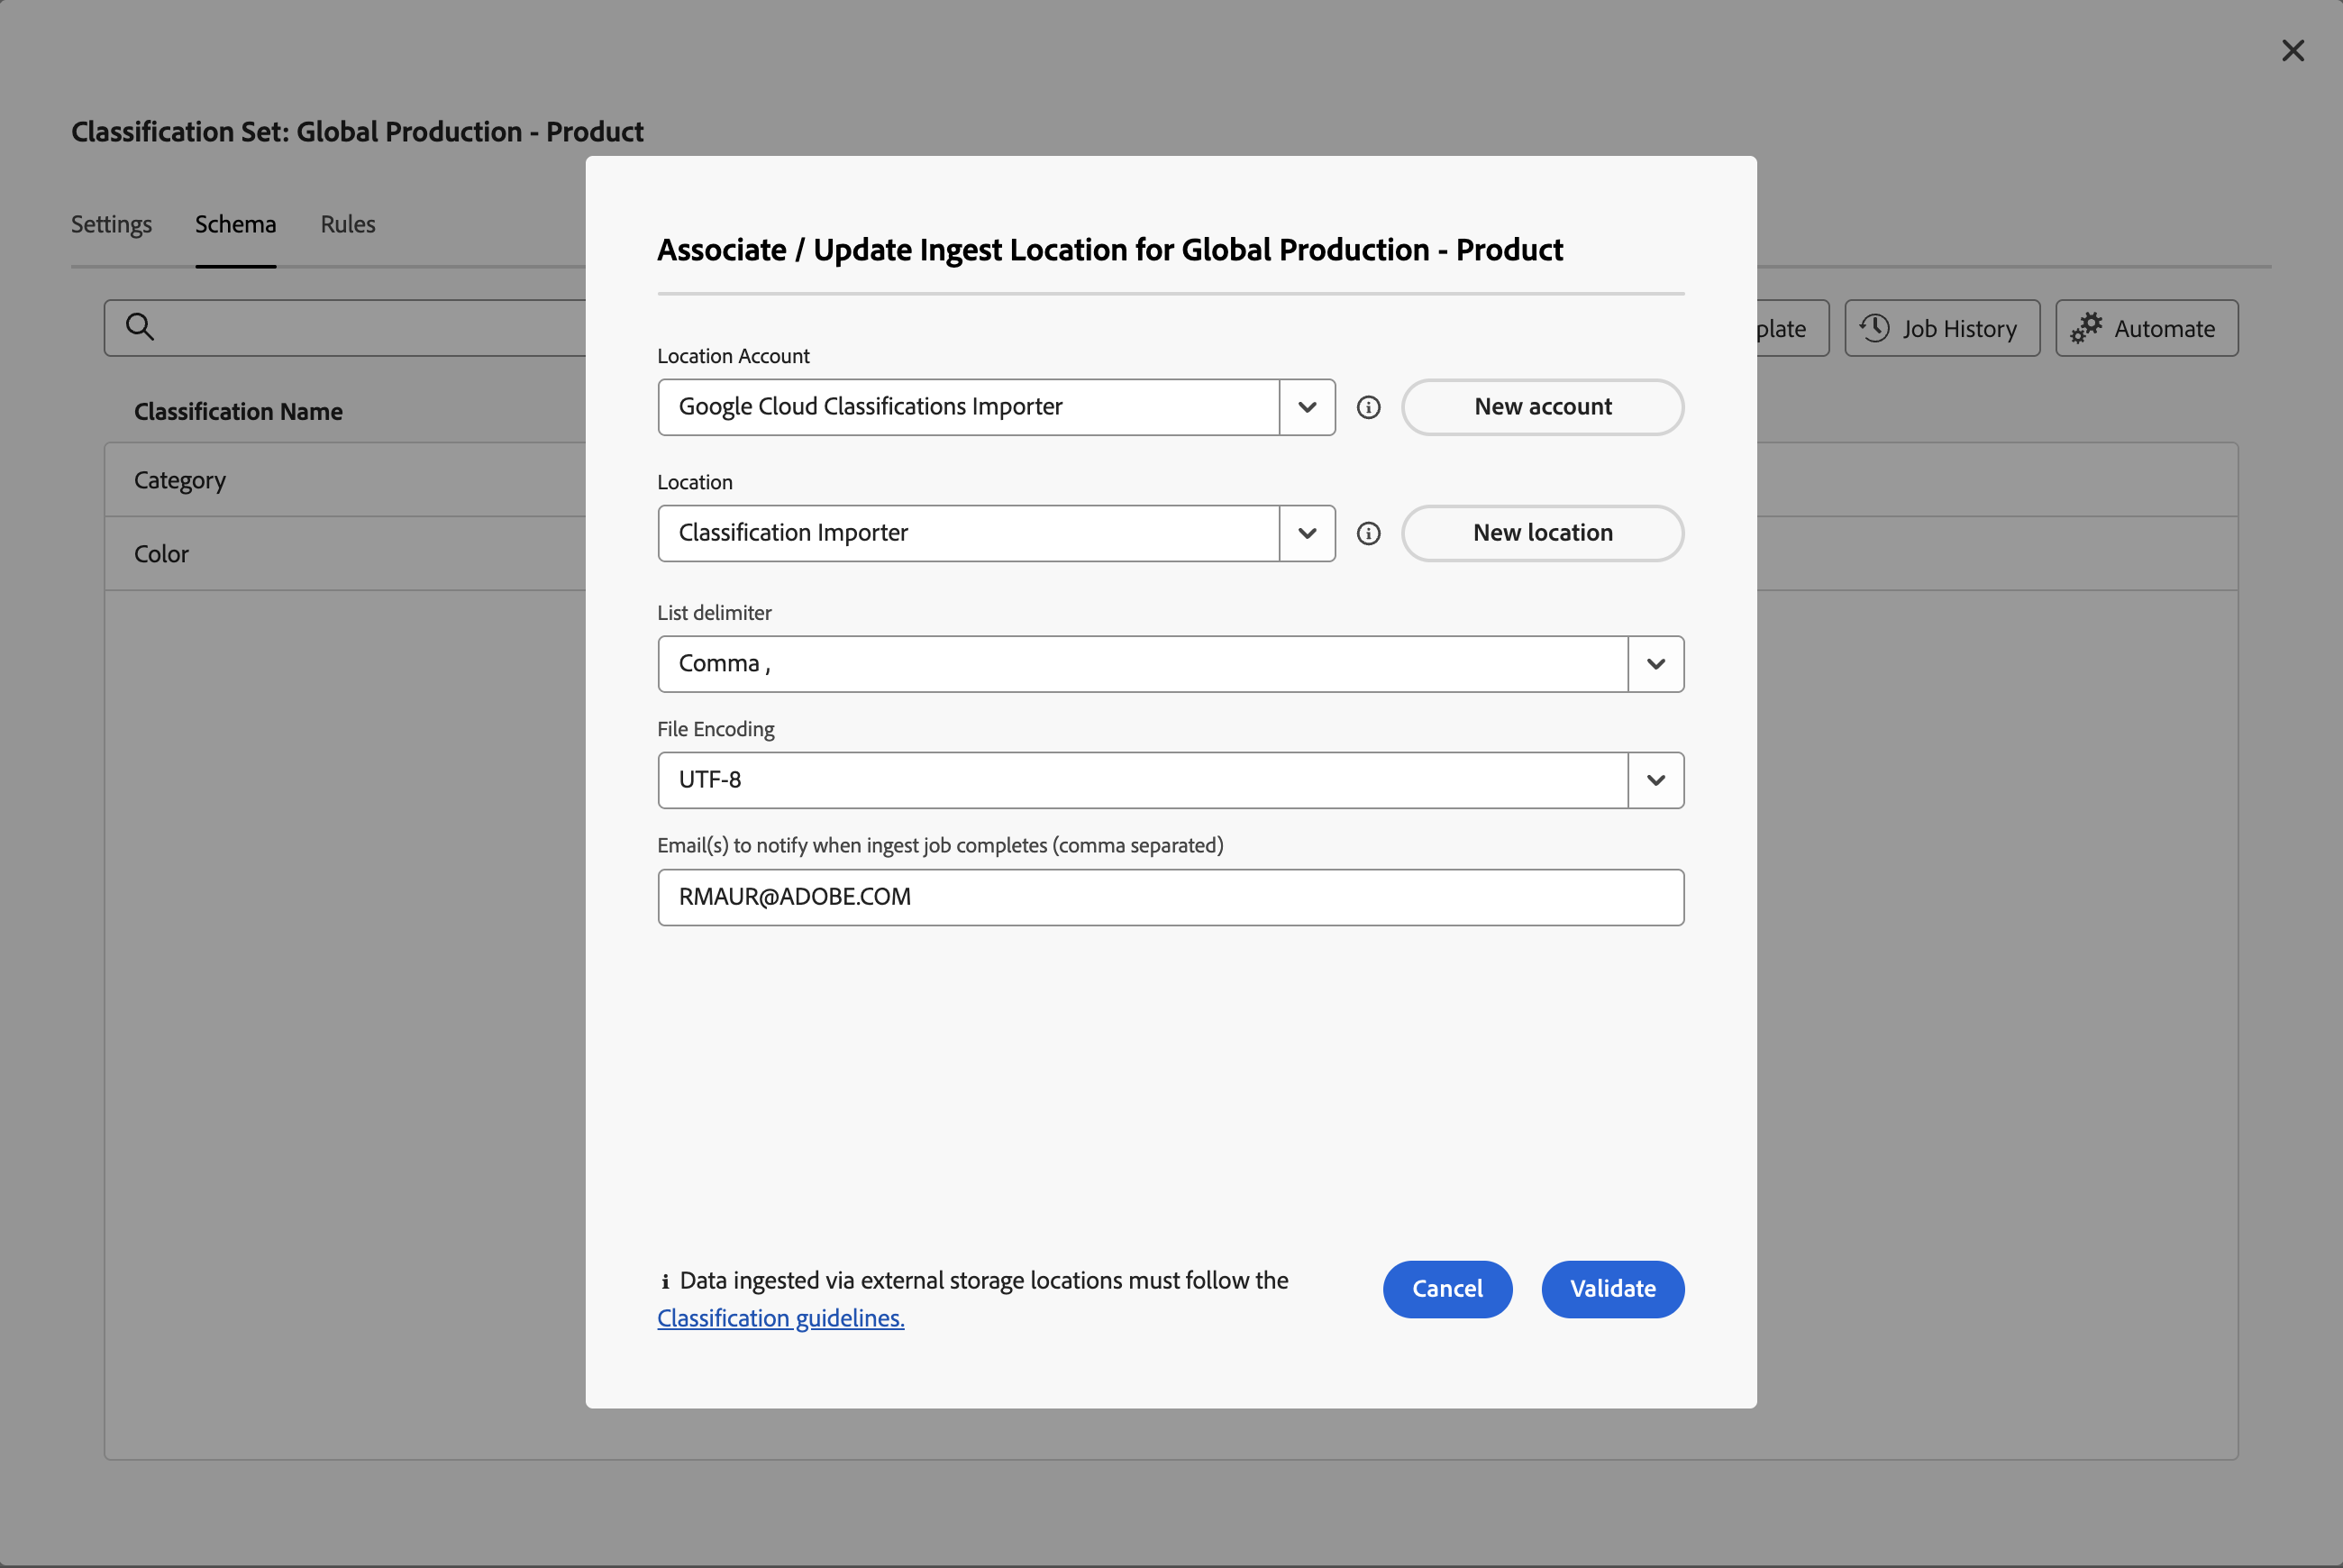 Classification Set: Global Production - Product
Settings
Schema
Rules
Job History
Automate
Classification Name
Category
Color
Associate / Update Ingest Location for Global Production - Product
Location Account
Google Cloud Classifications Importer
New account
Location
Classification Importer
New location
List delimiter
Comma ,
File Encoding
UTF-8
Email(s) to notify when ingest job completes (comma separated)
RMAUR@ADOBE.COM
Data ingested via external storage locations must follow the
Classification guidelines.
Cancel
Validate